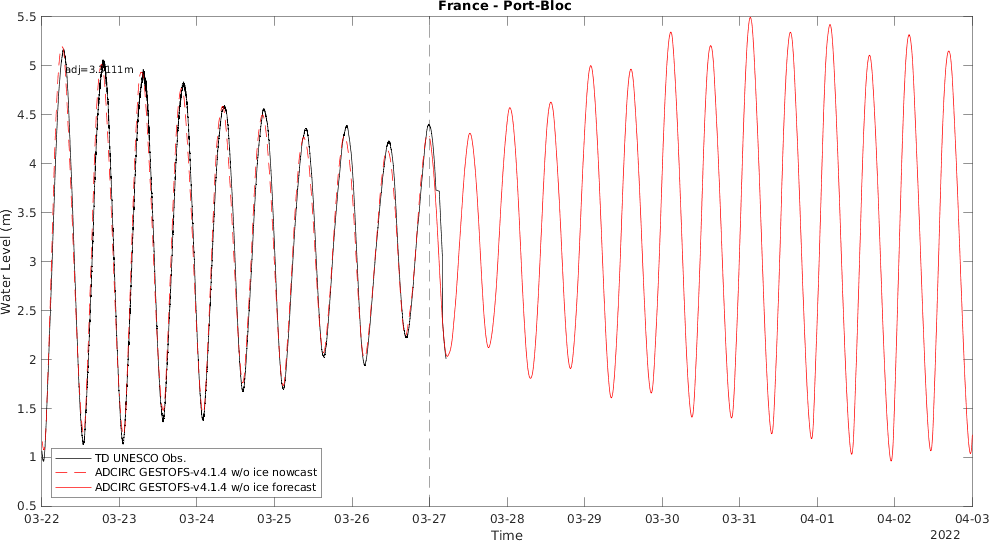 France - Port-Bloc
5.5
5
4.5
4
3.5
3
2.5
2
1.5
1
0.5
Water Level (m)
TD UNESCO Obs.
ADCIRC GESTOFS-v4.1.4 w/o ice nowcast
ADCIRC GESTOFS-v4.1.4 w/o ice forecast
03-22 03-23 03-24 03-25 03-26 03-27 03-28 03-29 03-30 03-31 04-01 04-02 04-03
Time
2022